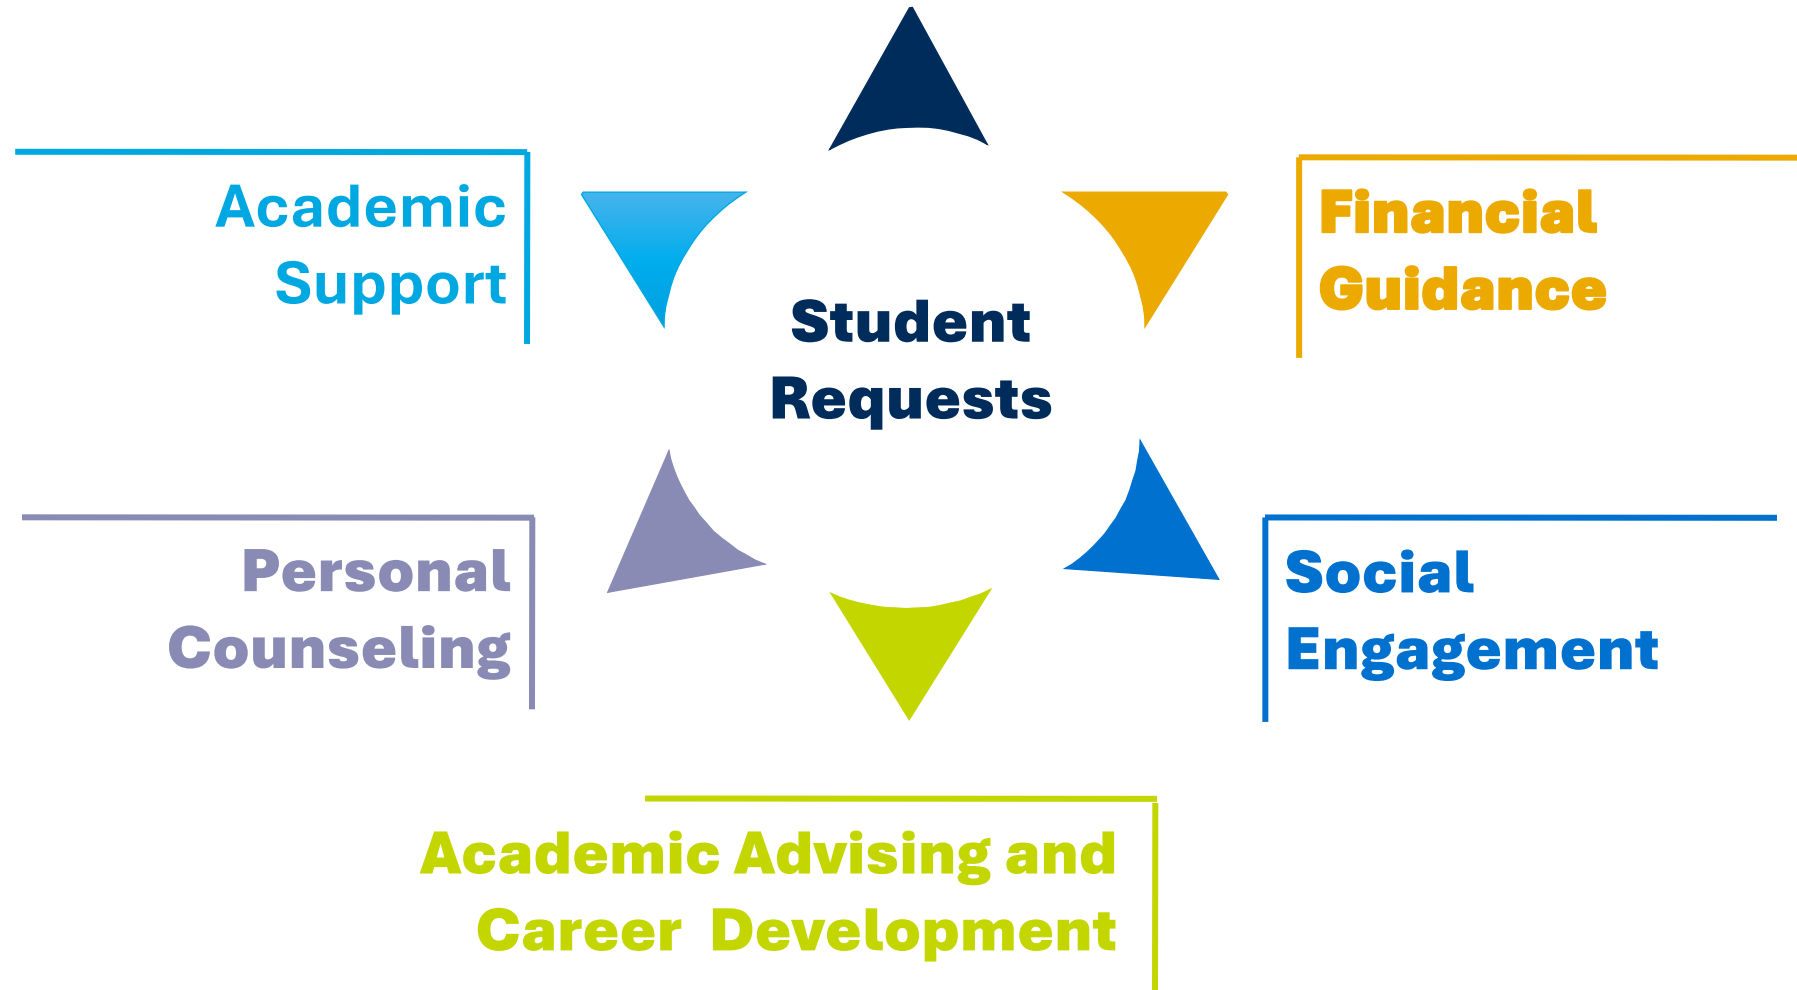 Academic
Support
Financial
Guidance
Student
Requests
Personal
Counseling
Social
Engagement
Academic Advising and
Career  Development